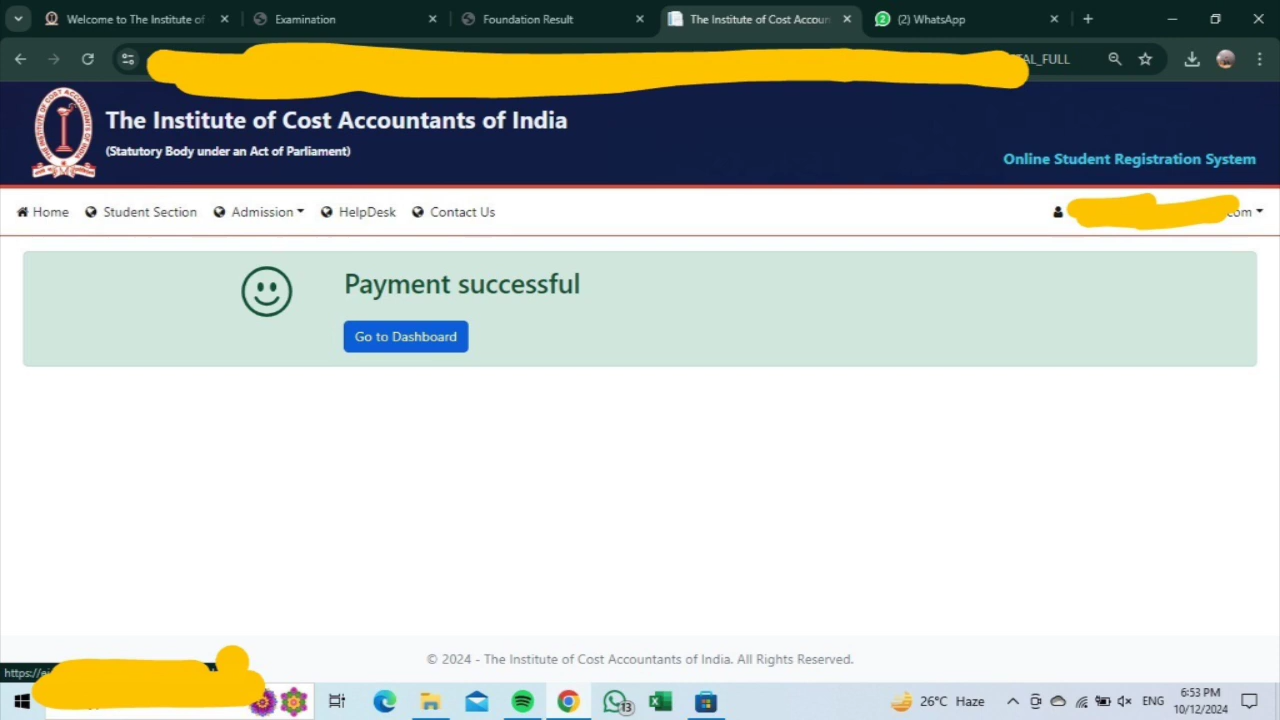 Welcome to The Institute of
Examination
Foundation Result
The Institute of Cost Accoun
(2) WhatsApp
TAL_FULL
The Institute of Cost Accountants of India
(Statutory Body under an Act of Parliament)
Online Student Registration System
Home Student Section Admission HelpDesk Contact Us
com
Payment successful
Go to Dashboard
© 2024 - The Institute of Cost Accountants of India. All Rights Reserved.
https://ei
13
26°C Haze
ENG
6:53 PM
10/12/2024